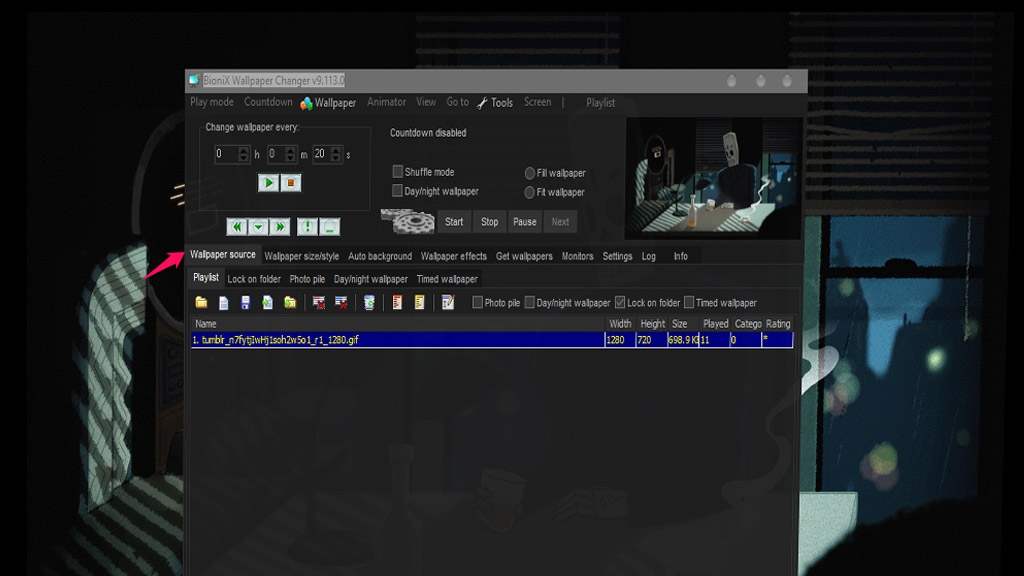 BioniX Wallpaper Changer v9.113.0
Play mode Countdown Wallpaper Animator View Go to Tools Screen | Playlist
Change wallpaper every:
0 h 0 m 20 s
Countdown disabled
Shuffle mode Fill wallpaper
Day/night wallpaper Fit wallpaper
Start Stop Pause Next
Wallpaper source Wallpaper size/style Auto background Wallpaper effects Get wallpapers Monitors Settings Log Info
Playlist Lock on folder Photo pile Day/night wallpaper Timed wallpaper
Photo pile Day/night wallpaper Lock on folder Timed wallpaper
Name Width Height Size Played Catego Rating
1. 1280 720 698.9 11 0 *